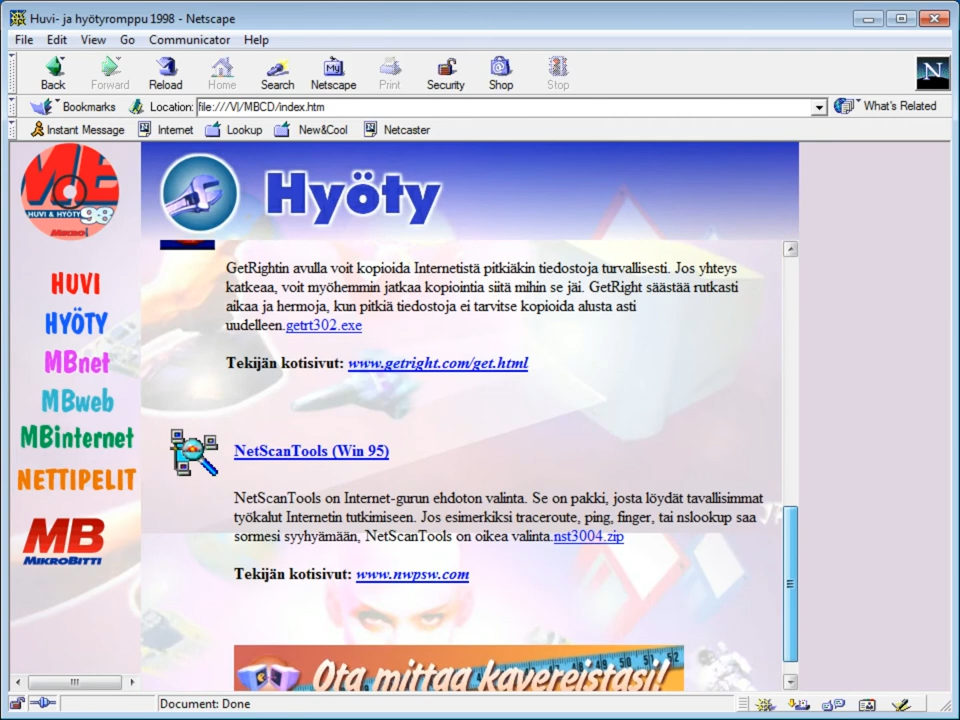 Huvi- ja hyötyromppu 1998 - Netscape
File Edit View Go Communicator Help
Back Forward Reload Home Search Netscape Print Security Shop Stop
My
N
Bookmarks Location: file:///V|/MBCD/index.htm What's Related
Instant Message Internet Lookup New&Cool Netcaster
HUVI & HYÖTY 98
Hyöty
HUVI
HYÖTY
MBnet
MBweb
MBinternet
NETTIPELIT
MB
MIKROBITTI
GetRightin avulla voit kopioida Internetistä pitkiäkin tiedostoja turvallisesti. Jos yhteys
katkeaa, voit myöhemmin jatkaa kopiointia siitä mihin se jäi. GetRight säästää rutkasti
aikaa ja hermoja, kun pitkiä tiedostoja ei tarvitse kopioida alusta asti
uudelleen.getrt302.exe
Tekijän kotisivut: www.getright.com/get.html
NetScanTools (Win 95)
NetScanTools on Internet-gurun ehdoton valinta. Se on pakki, josta löydät tavallisimmat
työkalut Internetin tutkimiseen. Jos esimerkiksi traceroute, ping, finger, tai nslookup saa
sormesi syyhyämään, NetScanTools on oikea valinta.nst3004.zip
Tekijän kotisivut: www.nwpsw.com
Ota mittaa kavereistasi!
Document: Done